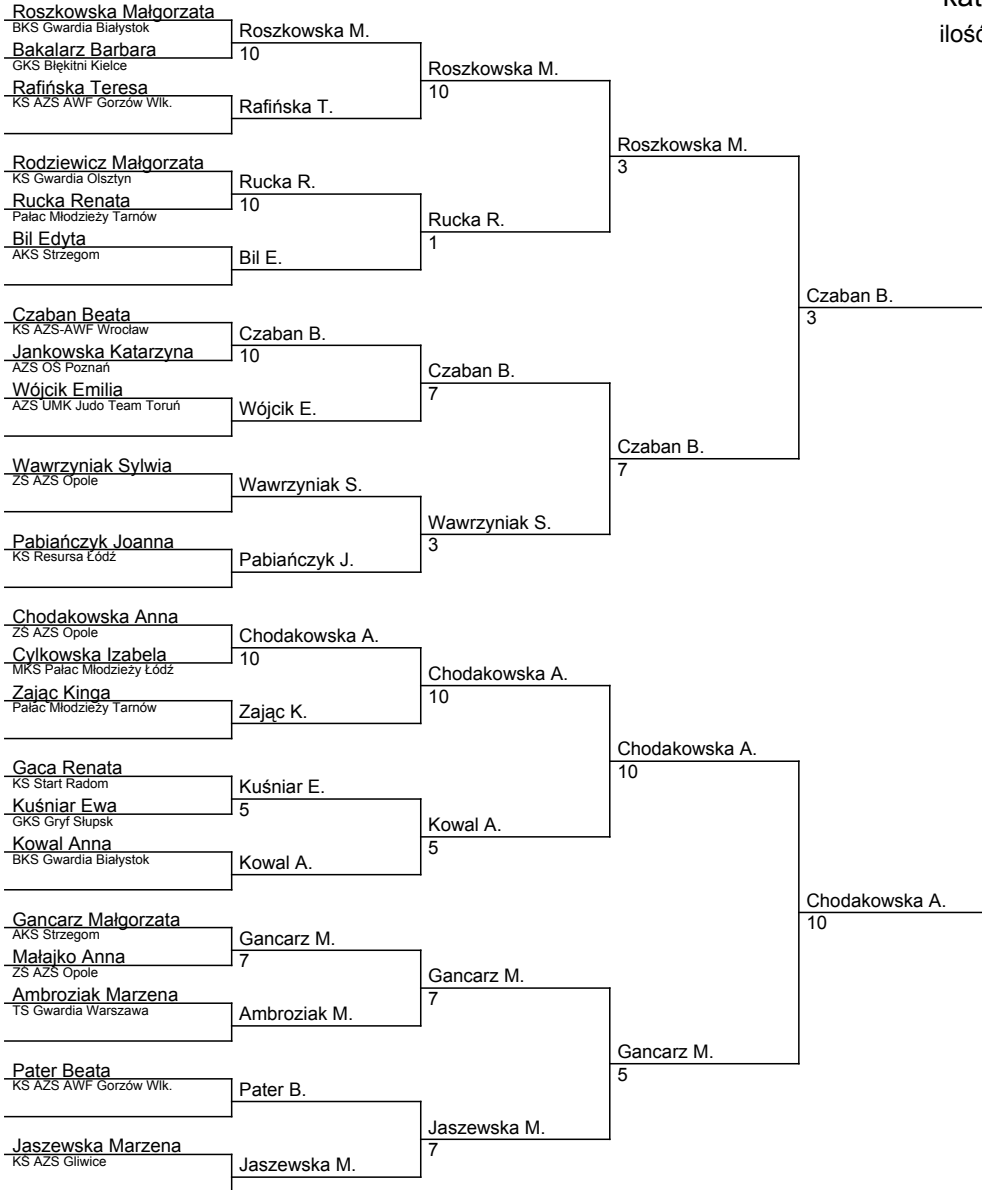 kat
ilość
Roszkowska Małgorzata
BKS Gwardia Białystok
Roszkowska M.
10
Bakalarz Barbara
GKS Błękitni Kielce
Roszkowska M.
10
Rafińska Teresa
KS AZS AWF Gorzów Wlk.
Rafińska T.
Roszkowska M.
3
Rodziewicz Małgorzata
KS Gwardia Olsztyn
Rucka R.
10
Rucka Renata
Pałac Młodzieży Tarnów
Rucka R.
1
Bil Edyta
AKS Strzegom
Bil E.
Czaban B.
3
Czaban Beata
KS AZS-AWF Wrocław
Czaban B.
10
Jankowska Katarzyna
AZS OŚ Poznań
Czaban B.
7
Wójcik Emilia
AZS UMK Judo Team Toruń
Wójcik E.
Czaban B.
7
Wawrzyniak Sylwia
ZŚ AZS Opole
Wawrzyniak S.
Wawrzyniak S.
3
Pabiańczyk Joanna
KS Resursa Łódź
Pabiańczyk J.
Chodakowska Anna
ZŚ AZS Opole
Chodakowska A.
10
Cylkowska Izabela
MKS Pałac Młodzieży Łódź
Chodakowska A.
10
Zając Kinga
Pałac Młodzieży Tarnów
Zając K.
Chodakowska A.
10
Gaca Renata
KS Start Radom
Kuśniar E.
5
Kuśniar Ewa
GKS Gryf Słupsk
Kowal A.
5
Kowal Anna
BKS Gwardia Białystok
Kowal A.
Chodakowska A.
10
Gancarz Małgorzata
AKS Strzegom
Gancarz M.
7
Małajko Anna
ZŚ AZS Opole
Gancarz M.
7
Ambroziak Marzena
TS Gwardia Warszawa
Ambroziak M.
Gancarz M.
5
Pater Beata
KS AZS AWF Gorzów Wlk.
Pater B.
Jaszewska M.
7
Jaszewska Marzena
KŚ AZS Gliwice
Jaszewska M.